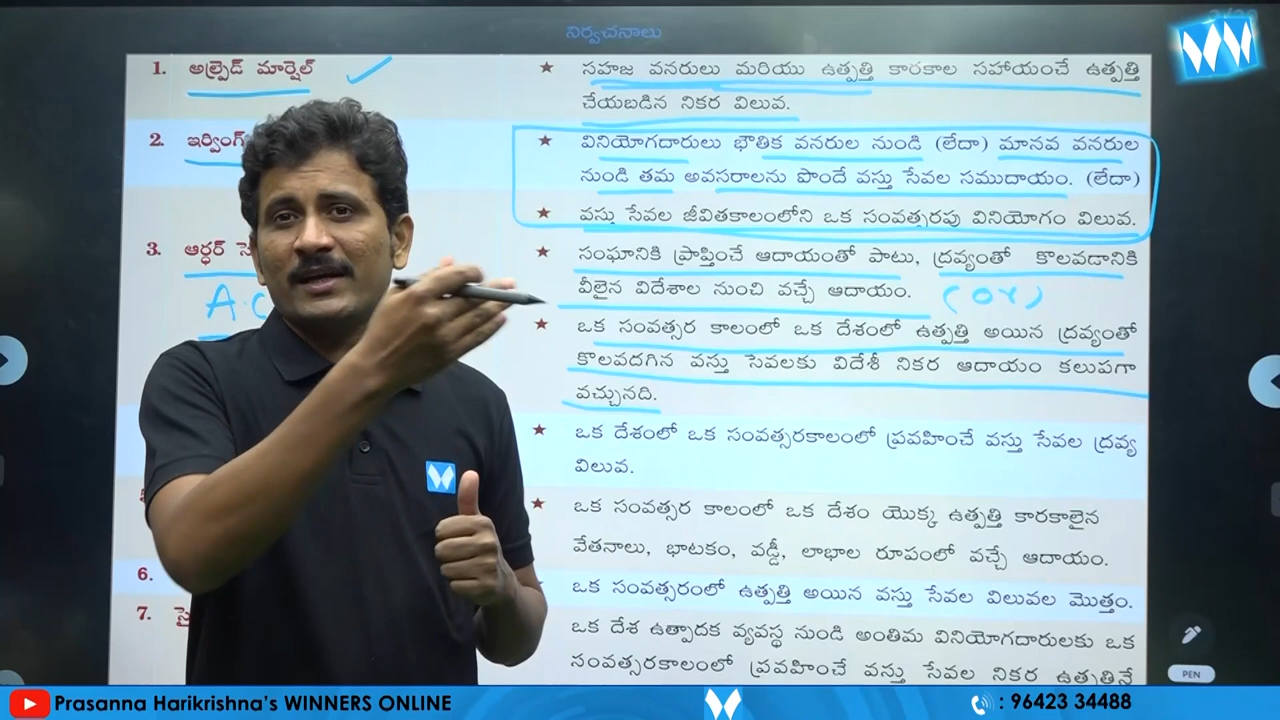 నిర్వచనాలు
1. అల్ఫ్రైడ్ మార్షెల్
★ సహజ వనరులు మరియు ఉత్పత్తి కారకాల సహాయంచే ఉత్పత్తి
చేయబడిన నికర విలువ.
2. ఇర్వింగ్
★ వినియోగదారులు భౌతిక వనరుల నుండి (లేదా) మానవ వనరుల
నుండి తమ అవసరాలను పొందే వస్తు సేవల సముదాయం. (లేదా)
★ వస్తు సేవల జీవితకాలంలోని ఒక సంవత్సరపు వినియోగం విలువ.
3. ఆర్థర్
★ సంఘానికి ప్రాప్తించే ఆదాయంతో పాటు, ద్రవ్యంతో కొలవడానికి
వీలైన విదేశాల నుంచి వచ్చే ఆదాయం. (or)
A.C
★ ఒక సంవత్సర కాలంలో ఒక దేశంలో ఉత్పత్తి అయిన ద్రవ్యంతో
కొలవదగిన వస్తు సెవలకు విదేశీ నికర ఆదాయం కలుపగా
వచ్చునది.
★ ఒక దేశంలో ఒక సంవత్సరకాలంలో ప్రవహించే వస్తు సేవల ద్రవ్య
విలువ.
★ ఒక సంవత్సర కాలంలో ఒక దేశం యొక్క ఉత్పత్తి కారకాలైన
వేతనాలు, భాటకం, వడ్డీ, లాభాల రూపంలో వచ్చే ఆదాయం.
6.
ఒక సంవత్సరంలో ఉత్పత్తి అయిన వస్తు సేవల విలువల మొత్తం.
7.
ఒక దేశ ఉత్పాదక వ్యవస్థ నుండి అంతిమ వినియోగదారులకు ఒక
సంవత్సరకాలంలో ప్రవహించే వస్తు సేవల నికర ఉత్పత్తినే
PEN
Prasanna Harikrishna's WINNERS ONLINE
: 96423 34488